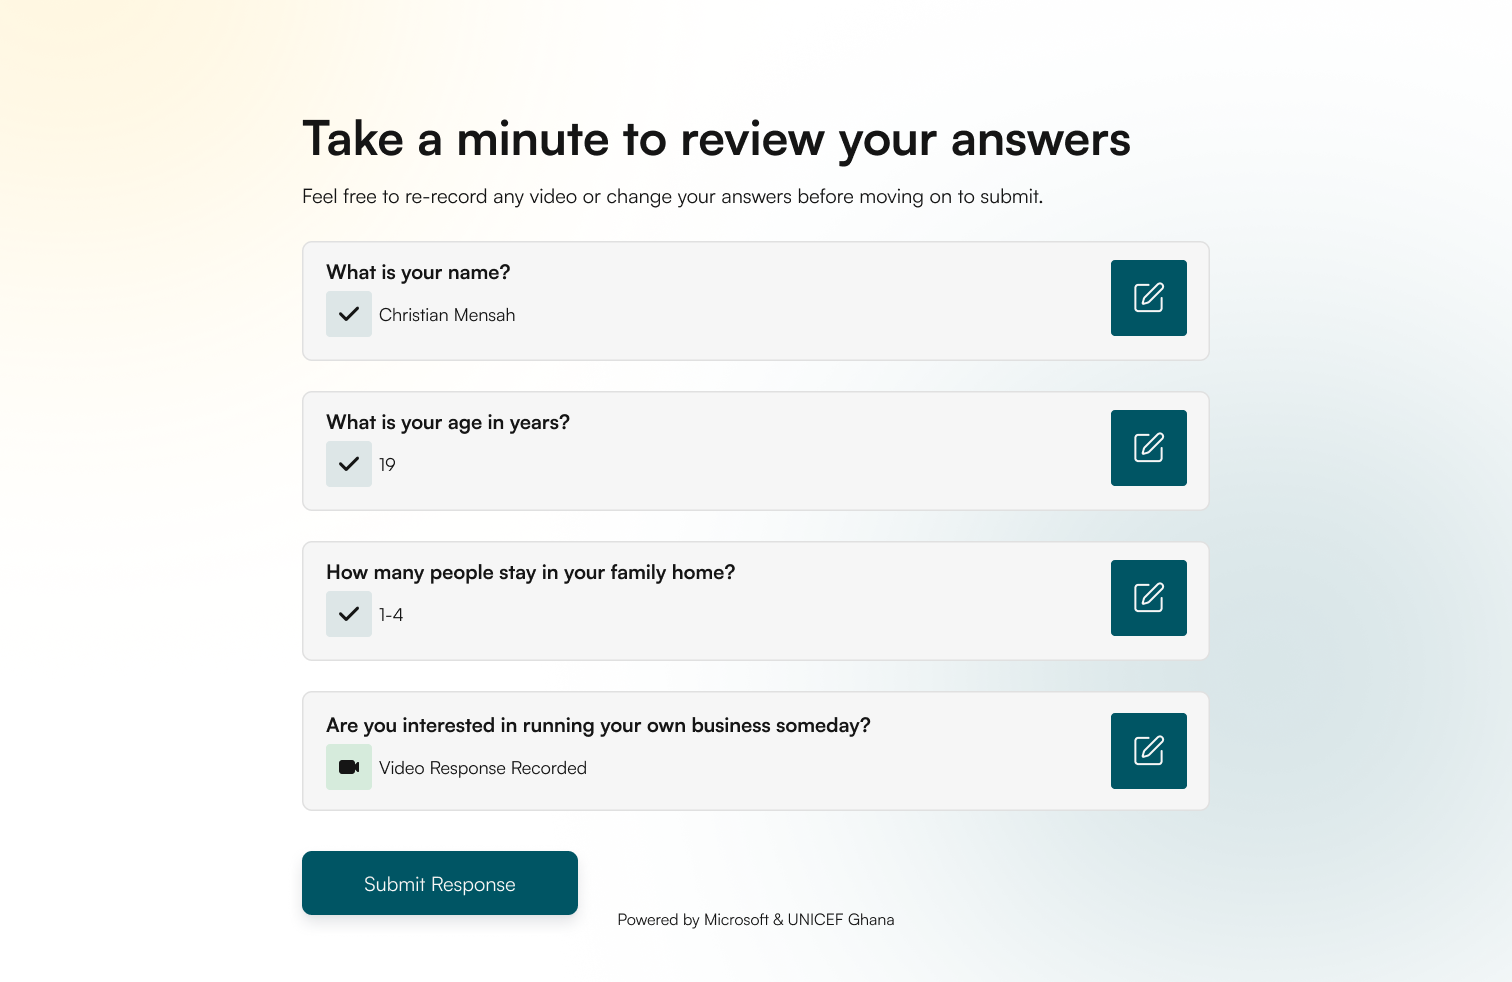 Take a minute to review your answers
Feel free to re-record any video or change your answers before moving on to submit.
What is your name?
Christian Mensah
What is your age in years?
19
How many people stay in your family home?
1-4
Are you interested in running your own business someday?
Video Response Recorded
Submit Response
Powered by Microsoft & UNICEF Ghana